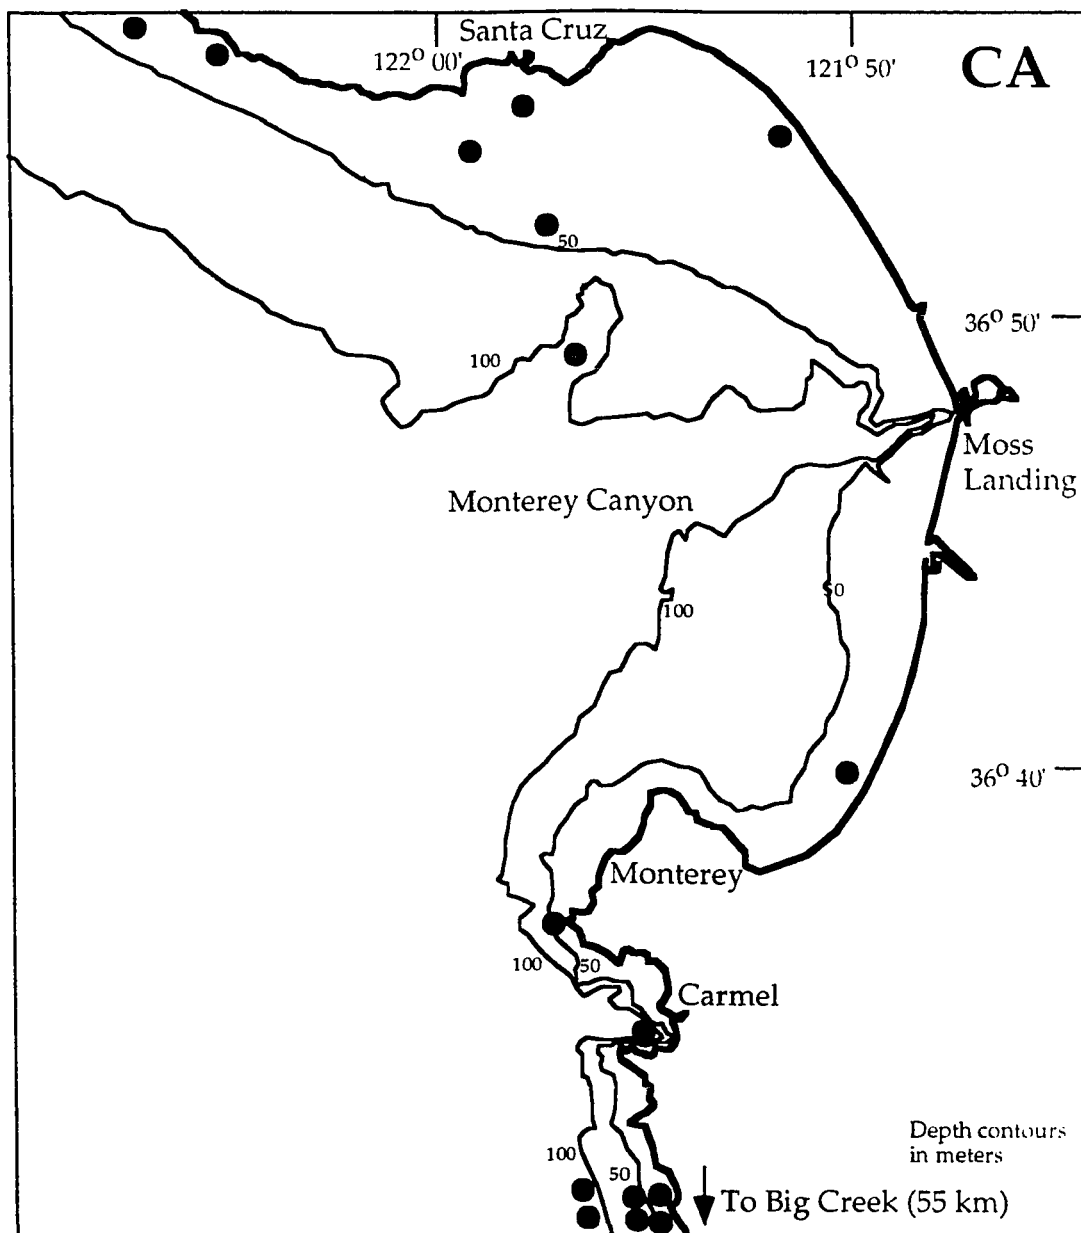 Santa Cruz
122° 00'
121° 50'
CA
50
36° 50'
100
Moss
Landing
Monterey Canyon
50
100
36° 40'
Monterey
100
50
Carmel
Depth contours
in meters
100
50
To Big Creek (55 km)